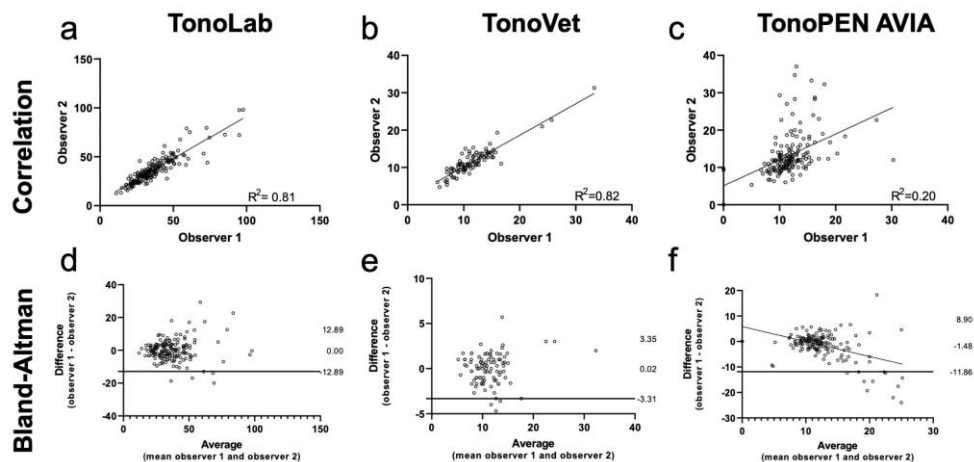 TonoLab
TonoVet
TonoPEN AVIA
Correlation
a
150
100
50
0
Observer 2
0
50
100
150
Observer 1
R²= 0.81
b
40
30
20
10
0
Observer 2
0
10
20
30
40
Observer 1
R²=0.82
c
40
30
20
10
0
Observer 2
0
10
20
30
40
Observer 1
R²=0.20
Bland-Altman
d
40
20
0
-20
-40
Difference
(observer 1 - observer 2)
12.89
0.00
-12.89
0
50
100
150
Average
(mean observer 1 and observer 2)
e
10
5
0
-5
Difference
(observer 1 - observer 2)
3.35
0.02
-3.31
0
10
20
30
40
Average
(mean observer 1 and observer 2)
f
20
10
0
-10
-20
-30
Difference
(observer 1 - observer 2)
8.90
-1.48
-11.86
0
10
20
30
Average
(mean observer 1 and observer 2)